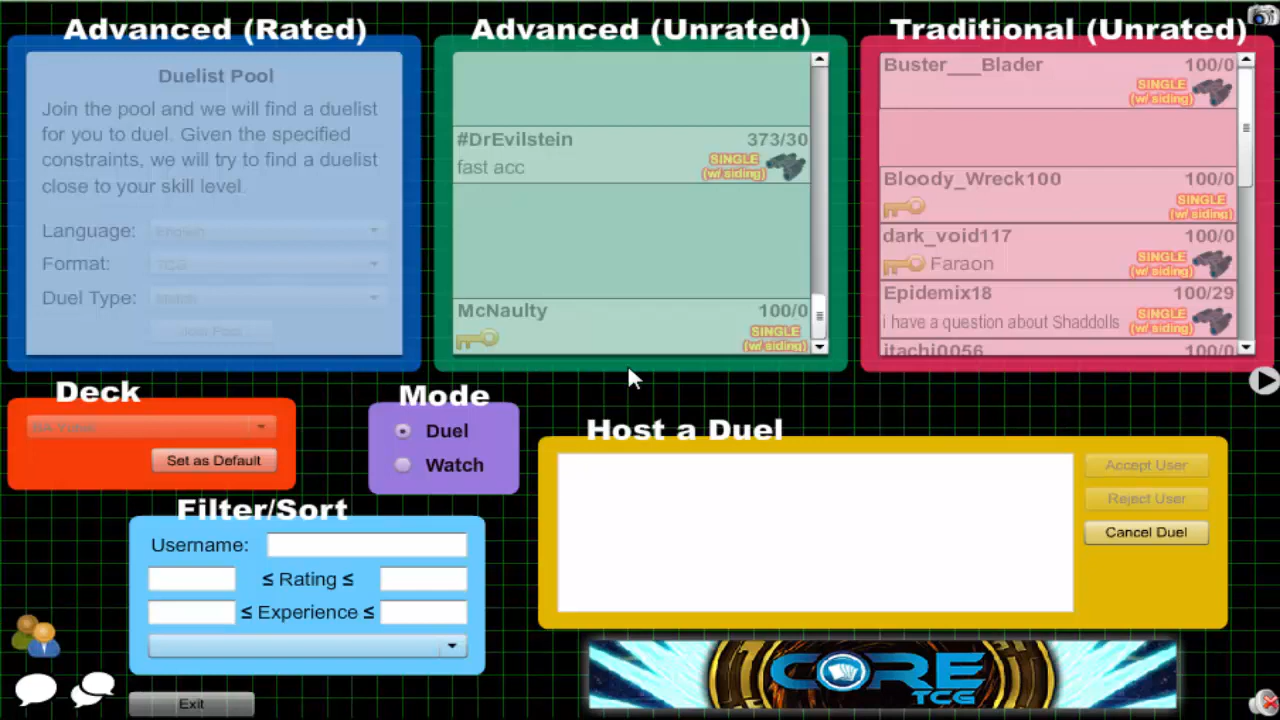 Advanced (Rated)
Duelist Pool
Join the pool and we will find a duelist
for you to duel. Given the specified
constraints, we will try to find a duelist
close to your skill level.
Language: English
Format: TCG
Duel Type: Match
Join Pool
Advanced (Unrated)
#DrEvilstein 373/30
fast acc SINGLE
(w/ siding)
McNaulty 100/0
SINGLE
(w/ siding)
Traditional (Unrated)
Buster___Blader 100/0
SINGLE
(w/ siding)
Bloody_Wreck100 100/0
SINGLE
(w/ siding)
dark_void117 100/0
Faraon SINGLE
(w/ siding)
Epidemix18 100/29
i have a question about Shaddolls SINGLE
(w/ siding)
itachi0056 100/0
Deck
Set as Default
Mode
Duel
Watch
Filter/Sort
Username:
≤ Rating ≤
≤ Experience ≤
Exit
Host a Duel
Accept User
Reject User
Cancel Duel
CORE
TCG